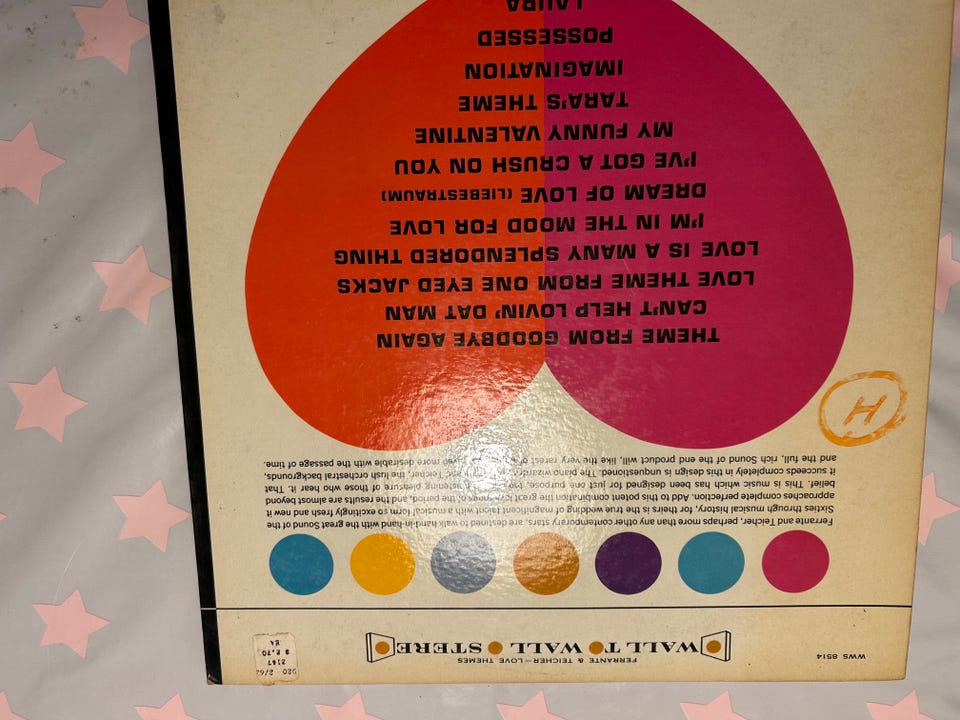 WWS 8514
FERRANTE & TEICHER—LOVE THEMES
WALL TO WALL STEREO
2147
Ferrante and Teicher, perhaps more than any other contemporary stars, are destined to walk hand-in-hand with the great Sound of the
Sixties through musical history, for theirs is the true wedding of magnificent talent with a musical form so excitingly fresh and new it
approaches complete perfection. Add to this potent combination the great love songs of the period, and the results are almost beyond
belief. This is music which has been designed for just one purpose, the sustaining pleasure of those who hear it. That
it succeeds completely in this design is unquestioned. The piano wizardry Teicher, the lush orchestral backgrounds,
and the full, rich Sound of the end product will, like the very rarest of even more desirable with the passage of time.
H
THEME FROM GOODBYE AGAIN
CAN'T HELP LOVIN' DAT MAN
LOVE THEME FROM ONE EYED JACKS
LOVE IS A MANY SPLENDORED THING
I'M IN THE MOOD FOR LOVE
DREAM OF LOVE (LIEBESTRAUM)
I'VE GOT A CRUSH ON YOU
MY FUNNY VALENTINE
TARA'S THEME
IMAGINATION
POSSESSED
LAURA